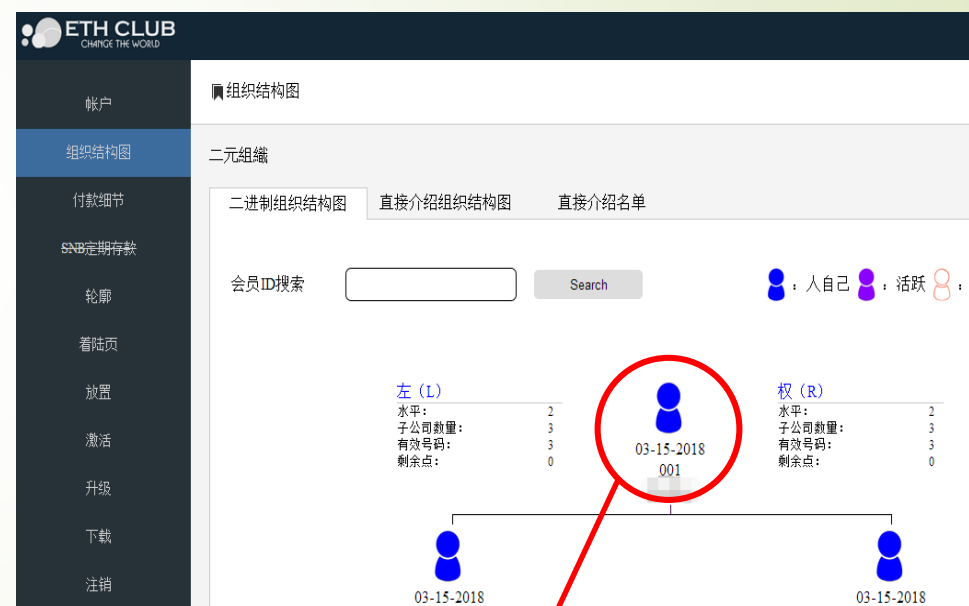 ETH CLUB
CHANGE THE WORLD
帐户
组织结构图
付款细节
SNB定期存款
轮廓
着陆页
放置
激活
升级
下载
注销
组织结构图
二元组織
二进制组织结构图 直接介绍组织结构图 直接介绍名单
会员ID搜索 Search
：人自己 ：活跃 ：
左（L）
水平： 2
子公司数量： 3
有效号码： 3
剩余点： 0
03-15-2018
001
权（R）
水平： 2
子公司数量： 3
有效号码： 3
剩余点： 0
03-15-2018
03-15-2018